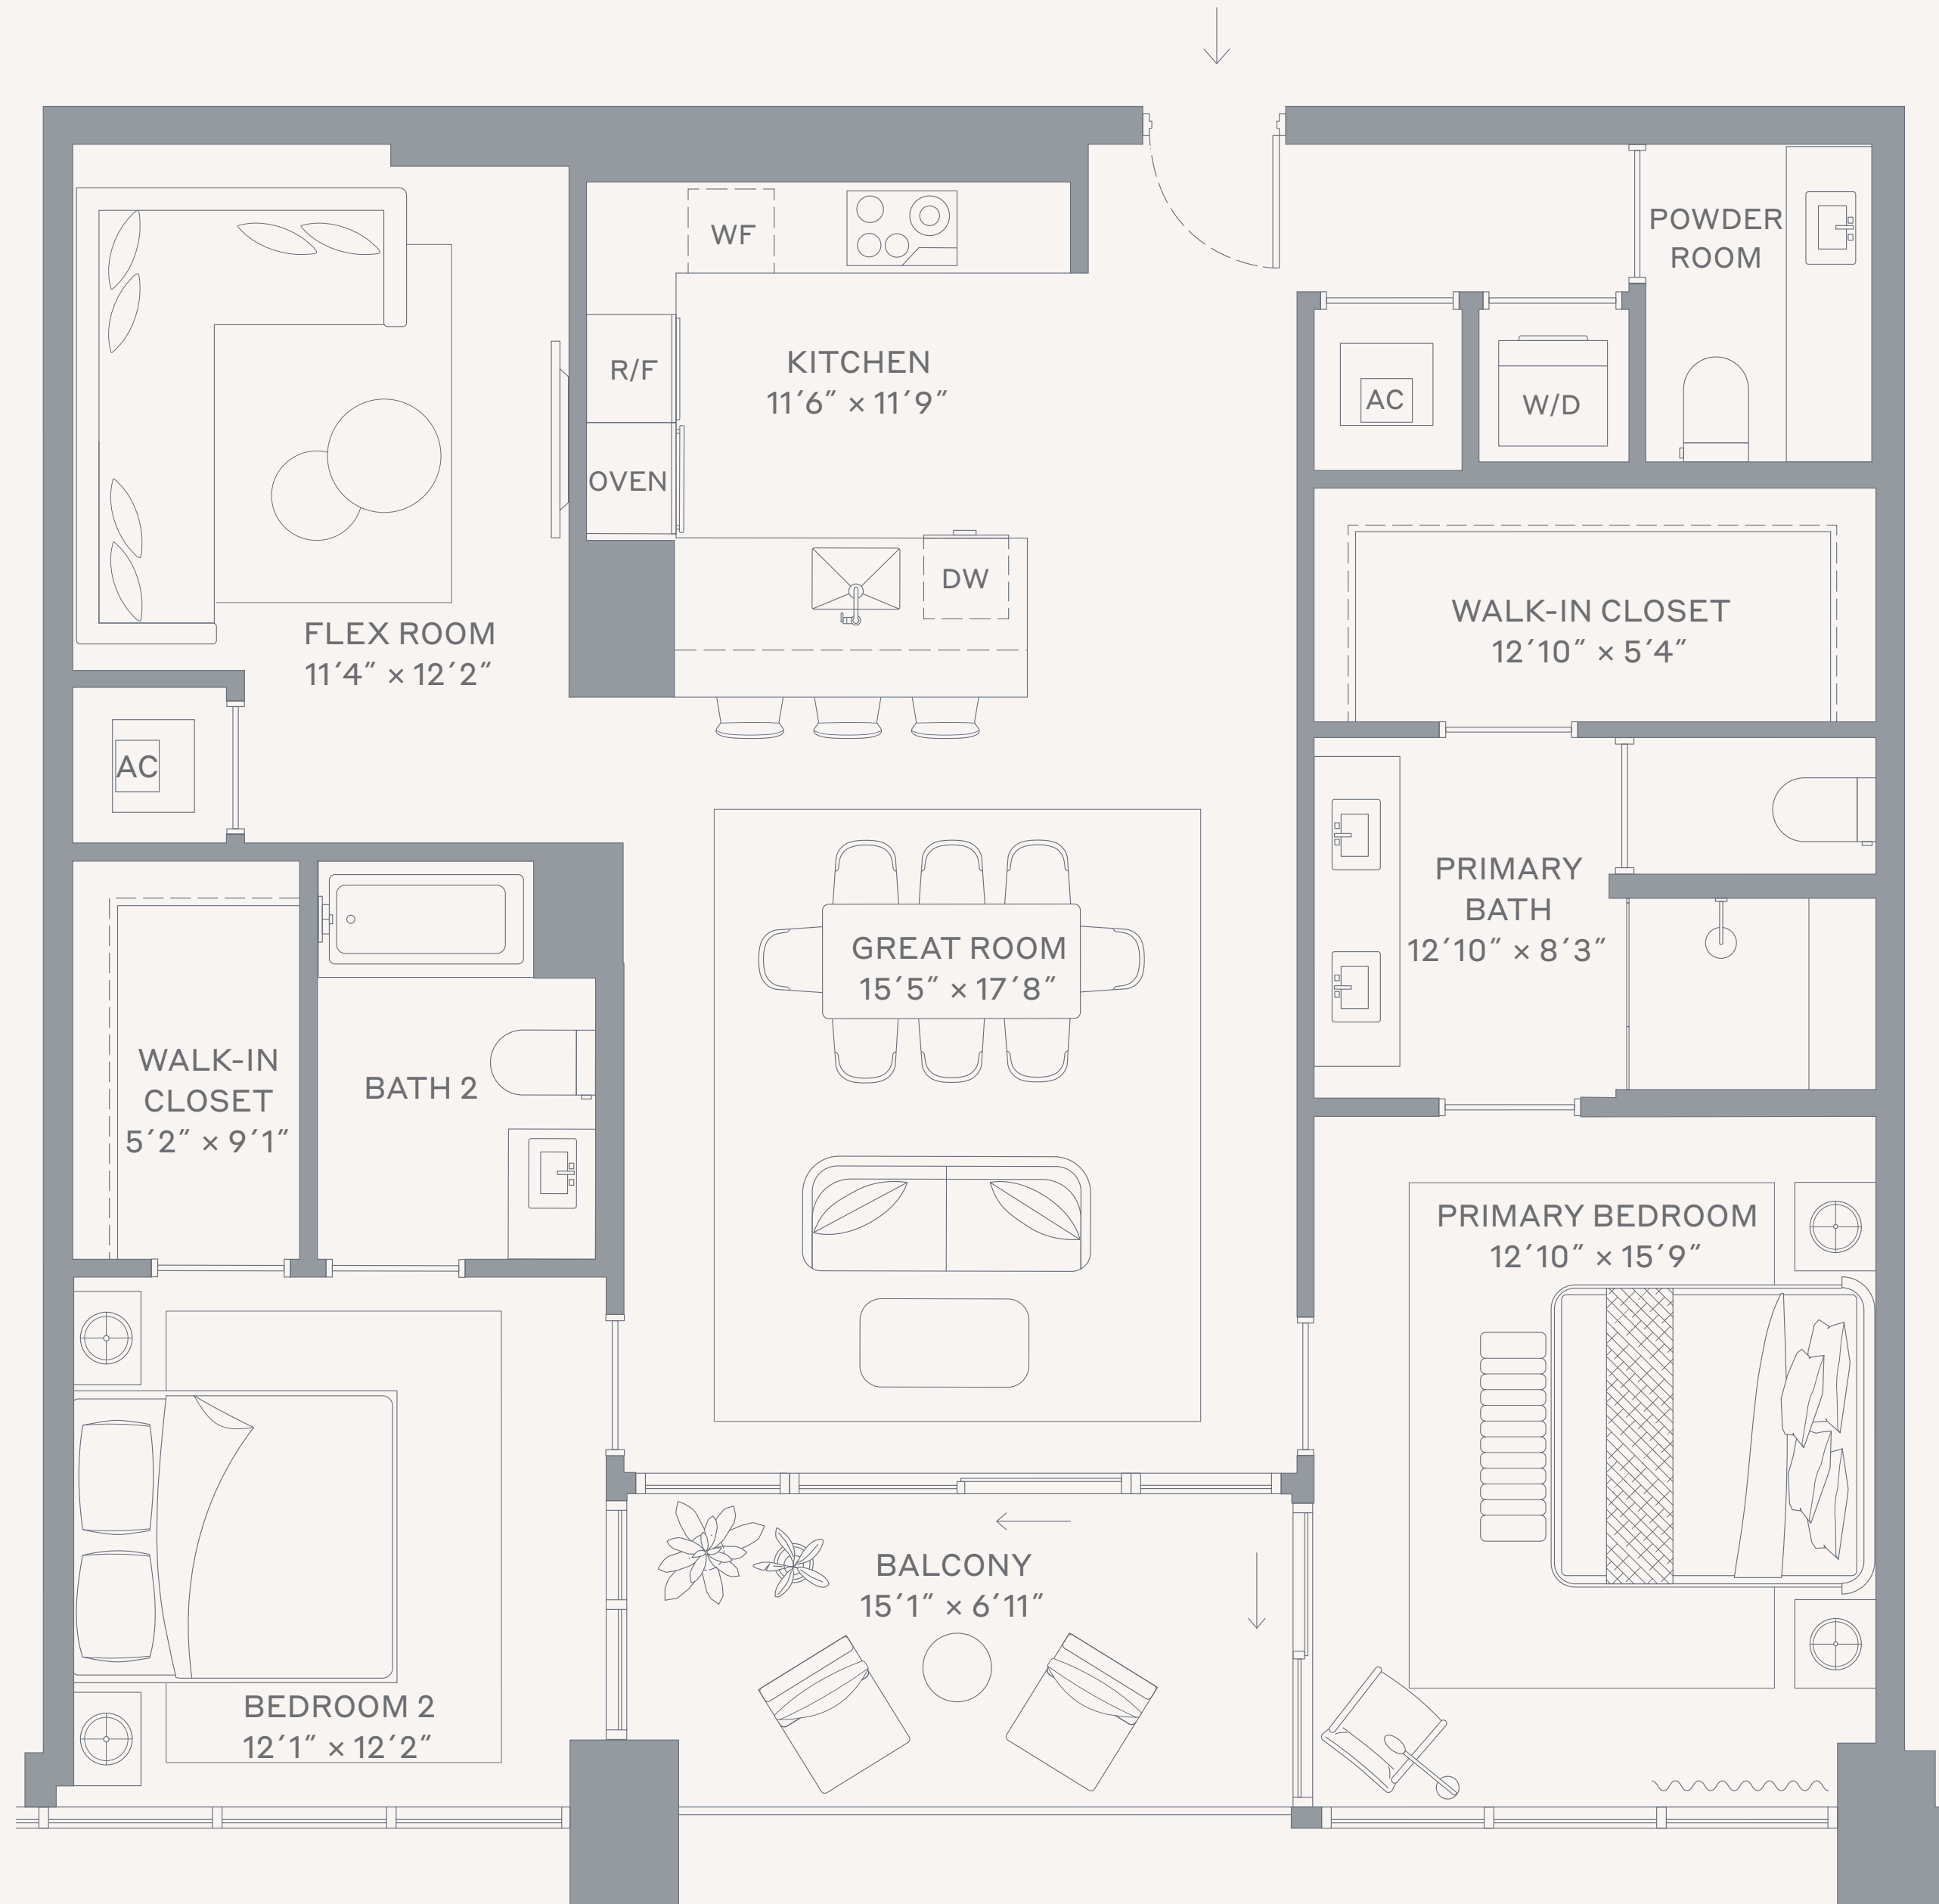 POWDER
ROOM
WF
KITCHEN
11′6″ × 11′9″
R/F
OVEN
AC
W/D
DW
FLEX ROOM
11′4″ × 12′2″
WALK-IN CLOSET
12′10″ × 5′4″
AC
PRIMARY
BATH
12′10″ × 8′3″
GREAT ROOM
15′5″ × 17′8″
WALK-IN
CLOSET
5′2″ × 9′1″
BATH 2
PRIMARY BEDROOM
12′10″ × 15′9″
BALCONY
15′1″ × 6′11″
BEDROOM 2
12′1″ × 12′2″